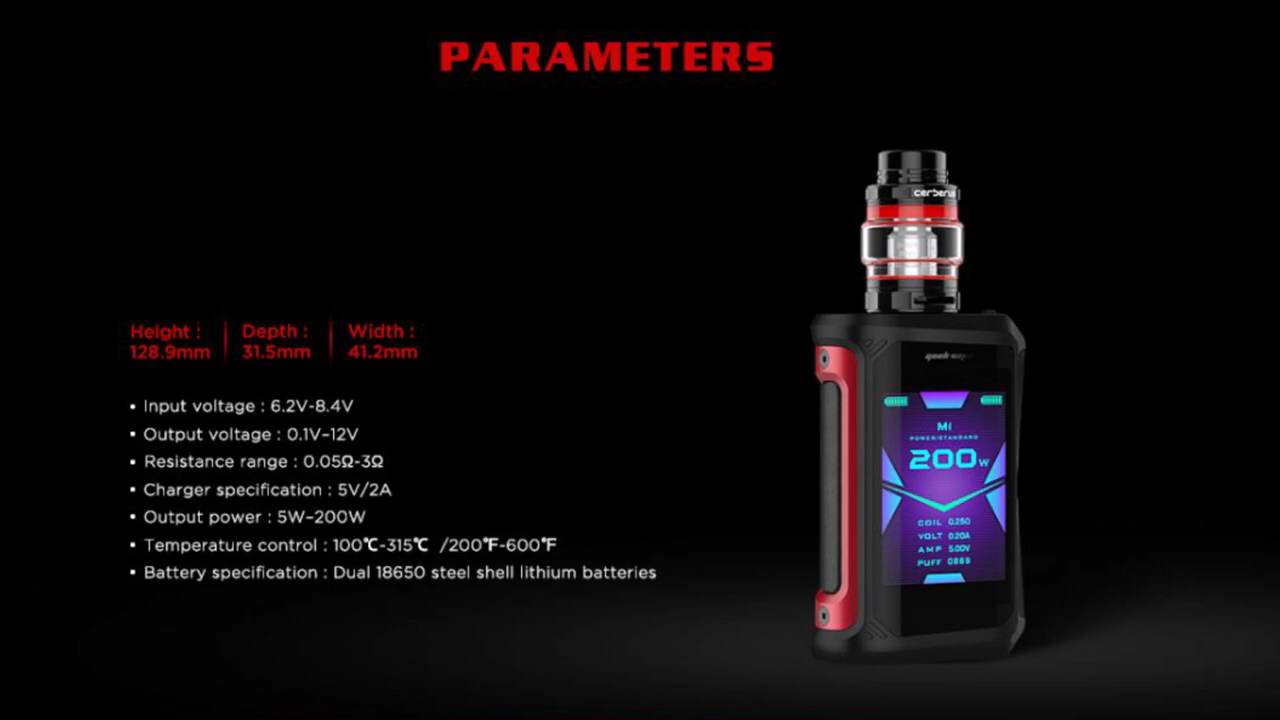 PARAMETERS
Height :
128.9mm
Depth :
31.5mm
Width :
41.2mm
▪ Input voltage : 6.2V-8.4V
▪ Output voltage : 0.1V–12V
▪ Resistance range : 0.05Ω-3Ω
▪ Charger specification : 5V/2A
▪ Output power : 5W–200W
▪ Temperature control : 100℃-315℃ /200℉-600℉
▪ Battery specification : Dual 18650 steel shell lithium batteries
M1
POWER/STANDARD
200W
COIL 0.25Ω
VOLT 0.20A
AMP 5.00V
PUFF